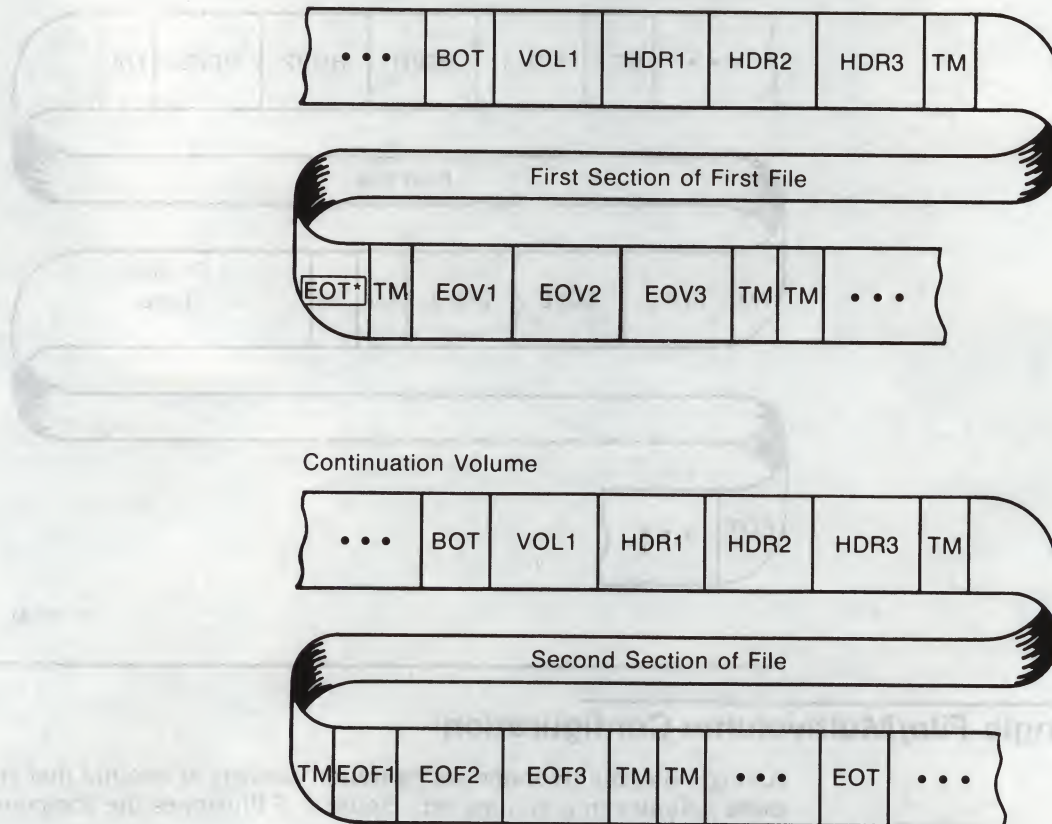 • • • BOT VOL1 HDR1 HDR2 HDR3 TM
First Section of First File
EOT* TM EOV1 EOV2 EOV3 TM TM • • •
Continuation Volume
• • • BOT VOL1 HDR1 HDR2 HDR3 TM
Second Section of File
TM EOF1 EOF2 EOF3 TM TM • • • EOT • • •